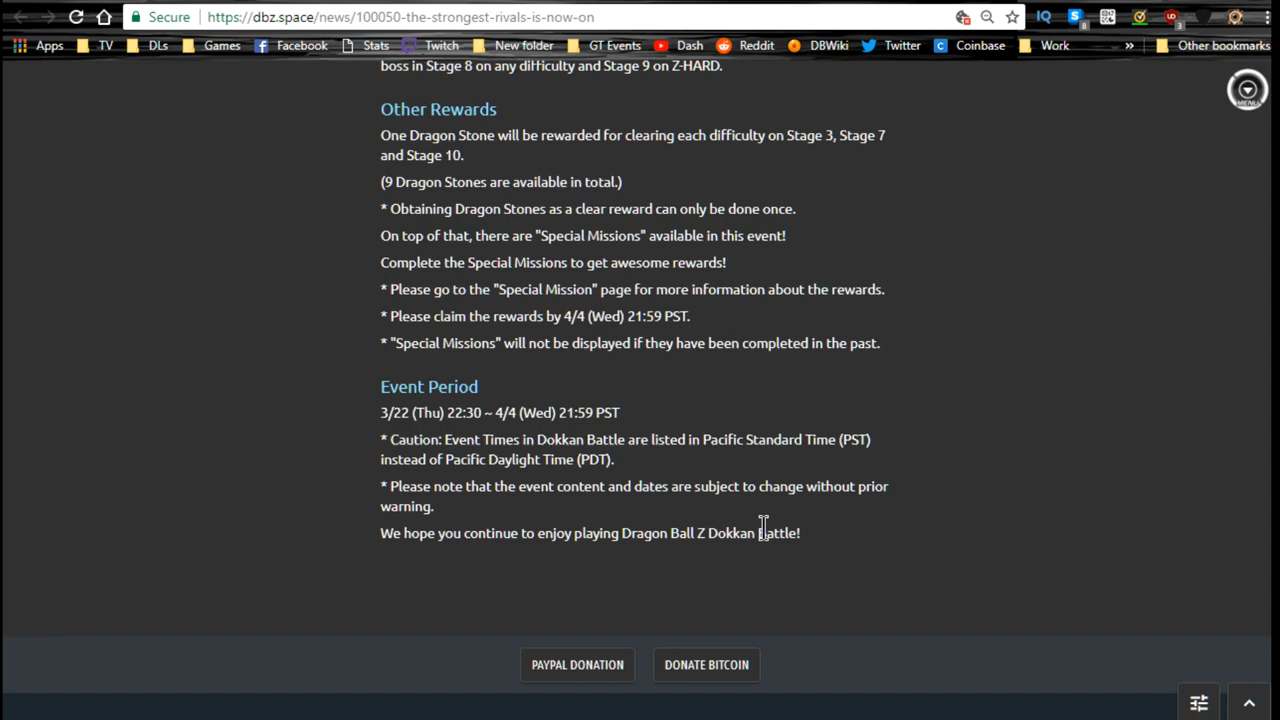 Secure https://dbz.space/news/100050-the-strongest-rivals-is-now-on
Apps TV DLs Games Facebook Stats Twitch New folder GT Events Dash Reddit DBWiki Twitter Coinbase Work » Other bookmarks
boss in Stage 8 on any difficulty and Stage 9 on Z-HARD.
MENU
Other Rewards
One Dragon Stone will be rewarded for clearing each difficulty on Stage 3, Stage 7
and Stage 10.
(9 Dragon Stones are available in total.)
* Obtaining Dragon Stones as a clear reward can only be done once.
On top of that, there are "Special Missions" available in this event!
Complete the Special Missions to get awesome rewards!
* Please go to the "Special Mission" page for more information about the rewards.
* Please claim the rewards by 4/4 (Wed) 21:59 PST.
* "Special Missions" will not be displayed if they have been completed in the past.
Event Period
3/22 (Thu) 22:30 ~ 4/4 (Wed) 21:59 PST
* Caution: Event Times in Dokkan Battle are listed in Pacific Standard Time (PST)
instead of Pacific Daylight Time (PDT).
* Please note that the event content and dates are subject to change without prior
warning.
We hope you continue to enjoy playing Dragon Ball Z Dokkan Battle!
PAYPAL DONATION DONATE BITCOIN